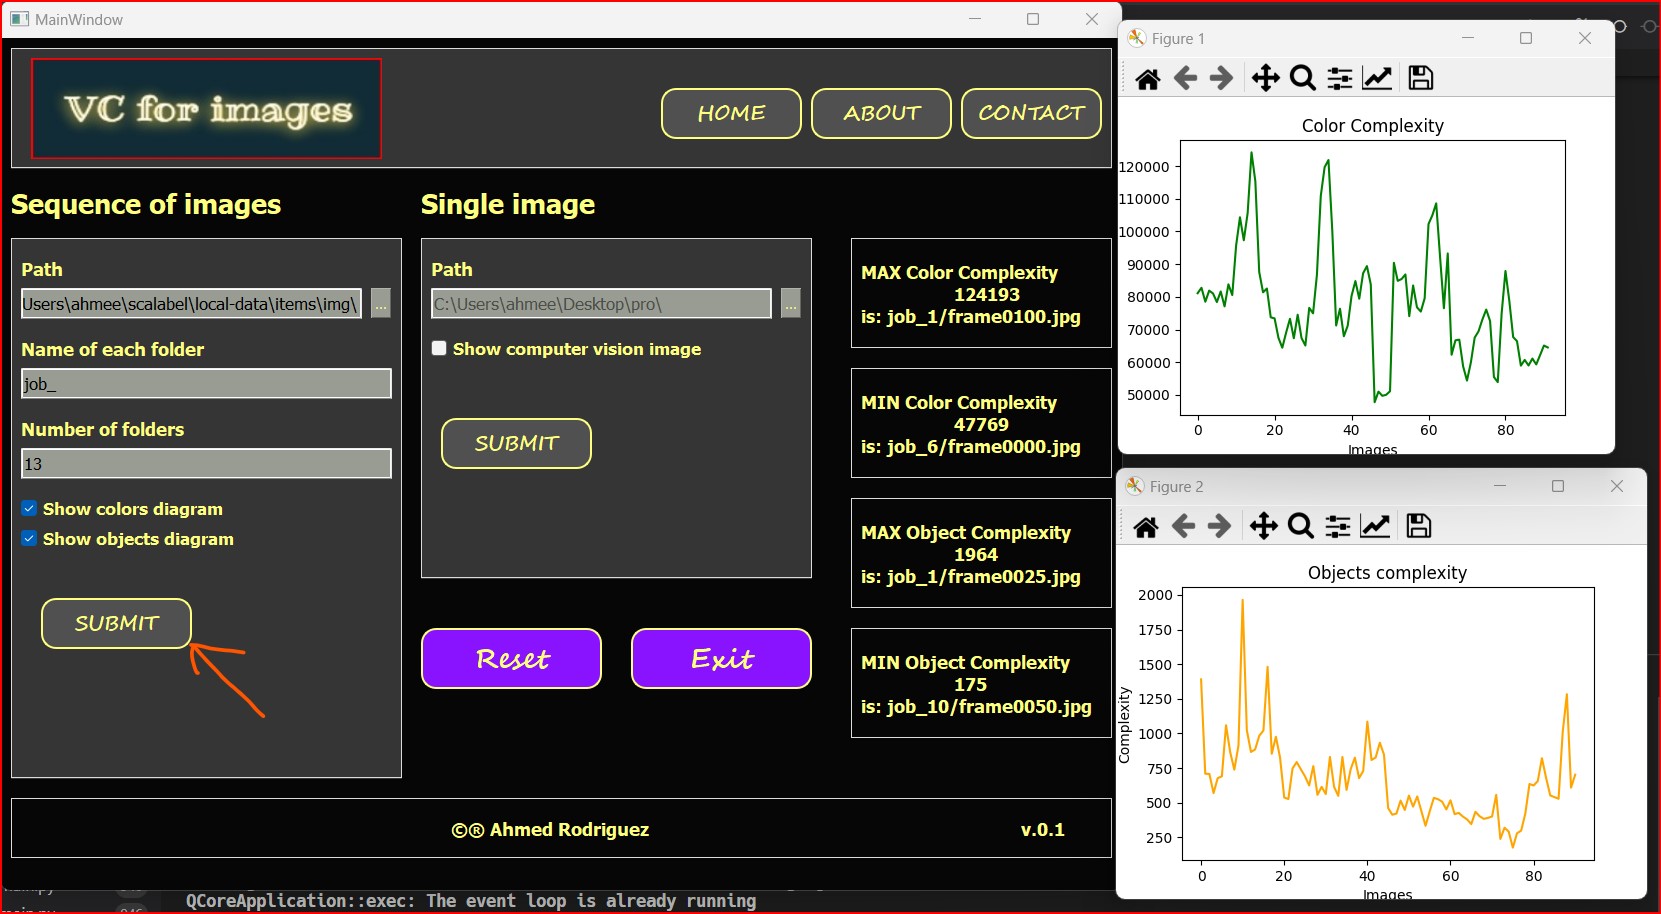 MainWindow
VC for images
HOME
ABOUT
CONTACT
Sequence of images
Path
Users\ahmee\scalabel\local-data\items\img\
...
Name of each folder
job_
Number of folders
13
Show colors diagram
Show objects diagram
SUBMIT
Single image
Path
C:\Users\ahmee\Desktop\pro\
...
Show computer vision image
SUBMIT
Reset
Exit
MAX Color Complexity
124193
is: job_1/frame0100.jpg
MIN Color Complexity
47769
is: job_6/frame0000.jpg
MAX Object Complexity
1964
is: job_1/frame0025.jpg
MIN Object Complexity
175
is: job_10/frame0050.jpg
©® Ahmed Rodriguez
v.0.1
QCoreApplication::exec: The event loop is already running
Figure 1
Color Complexity
120000
110000
100000
90000
80000
70000
60000
50000
0 20 40 60 80
Images
Figure 2
Objects complexity
2000
1750
1500
1250
1000
750
500
250
Complexity
0 20 40 60 80
Images